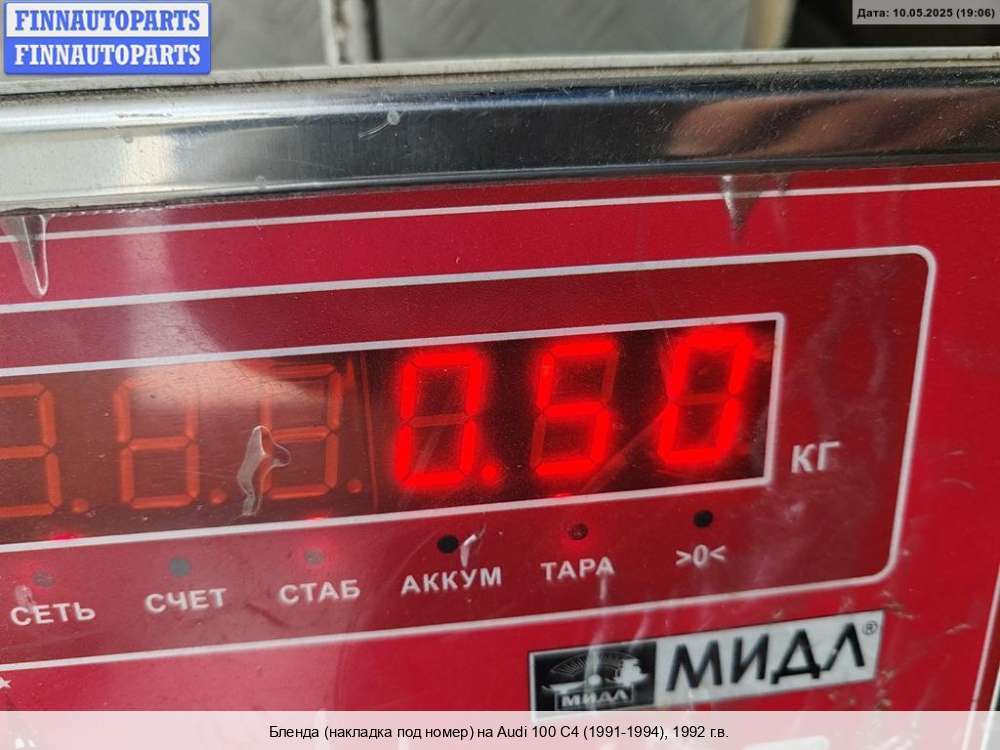 FINNAUTOPARTS
FINNAUTOPARTS
Дата: 10.05.2025 (19:06)
0.50
КГ
СЕТЬ СЧЕТ СТАБ АККУМ ТАРА >0<
МИДЛ МИДЛ®
Бленда (накладка под номер) на Audi 100 C4 (1991-1994), 1992 г.в.